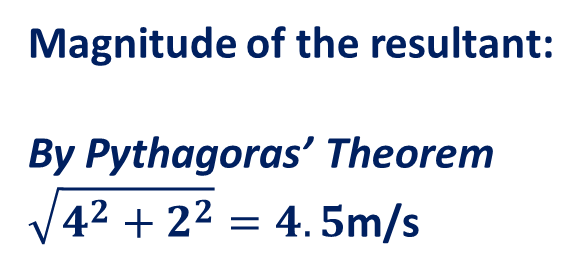 Magnitude of the resultant:
By Pythagoras’ Theorem
√4² + 2² = 4.5m/s